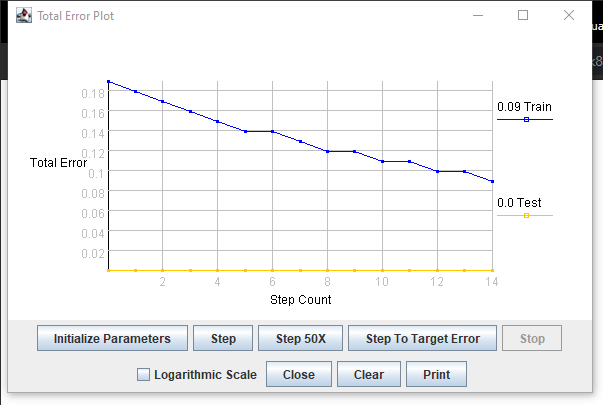 Total Error Plot
ua
k8
0.18
0.16
0.14
0.12
0.1
0.08
0.06
0.04
0.02
Total Error
2 4 6 8 10 12 14
Step Count
0.09 Train
0.0 Test
Initialize Parameters Step Step 50X Step To Target Error Stop
Logarithmic Scale Close Clear Print